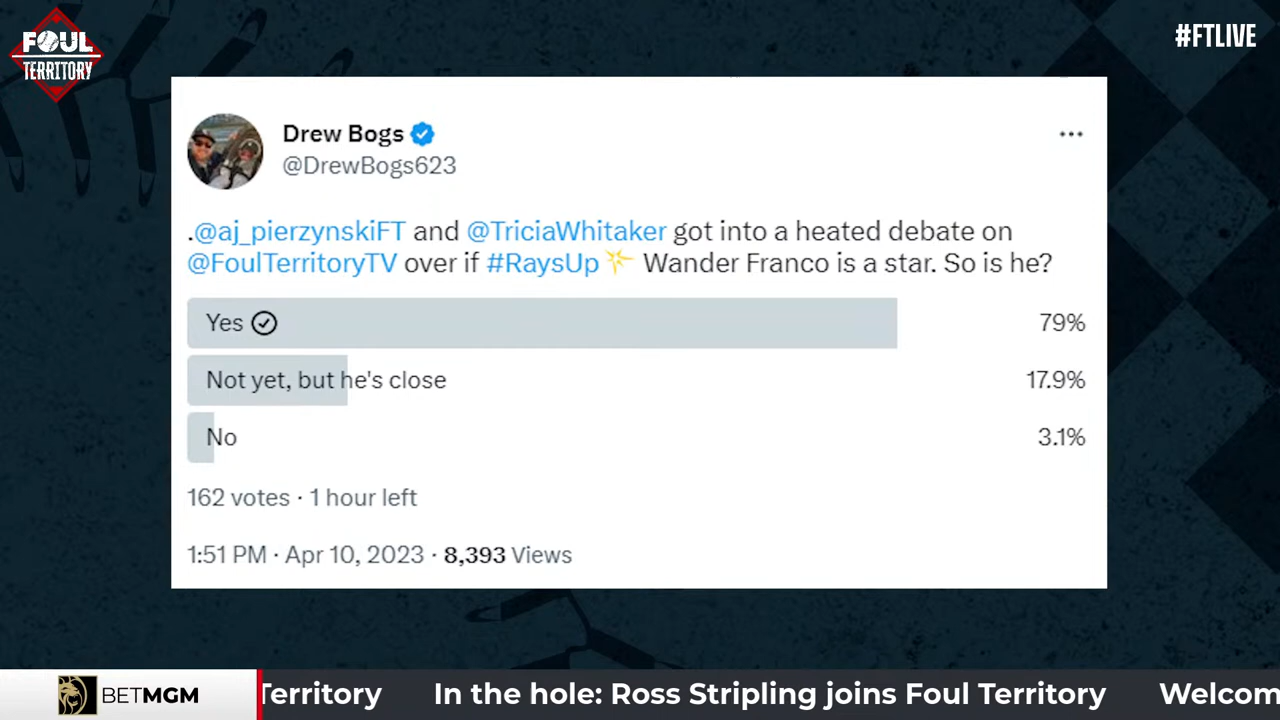 FOUL
TERRITORY
#FTLIVE
Drew Bogs
@DrewBogs623
.@aj_pierzynskiFT and @TriciaWhitaker got into a heated debate on
@FoulTerritoryTV over if #RaysUp Wander Franco is a star. So is he?
Yes 79%
Not yet, but he's close 17.9%
No 3.1%
162 votes · 1 hour left
1:51 PM · Apr 10, 2023 · 8,393 Views
BETMGM
Territory In the hole: Ross Stripling joins Foul Territory Welcom